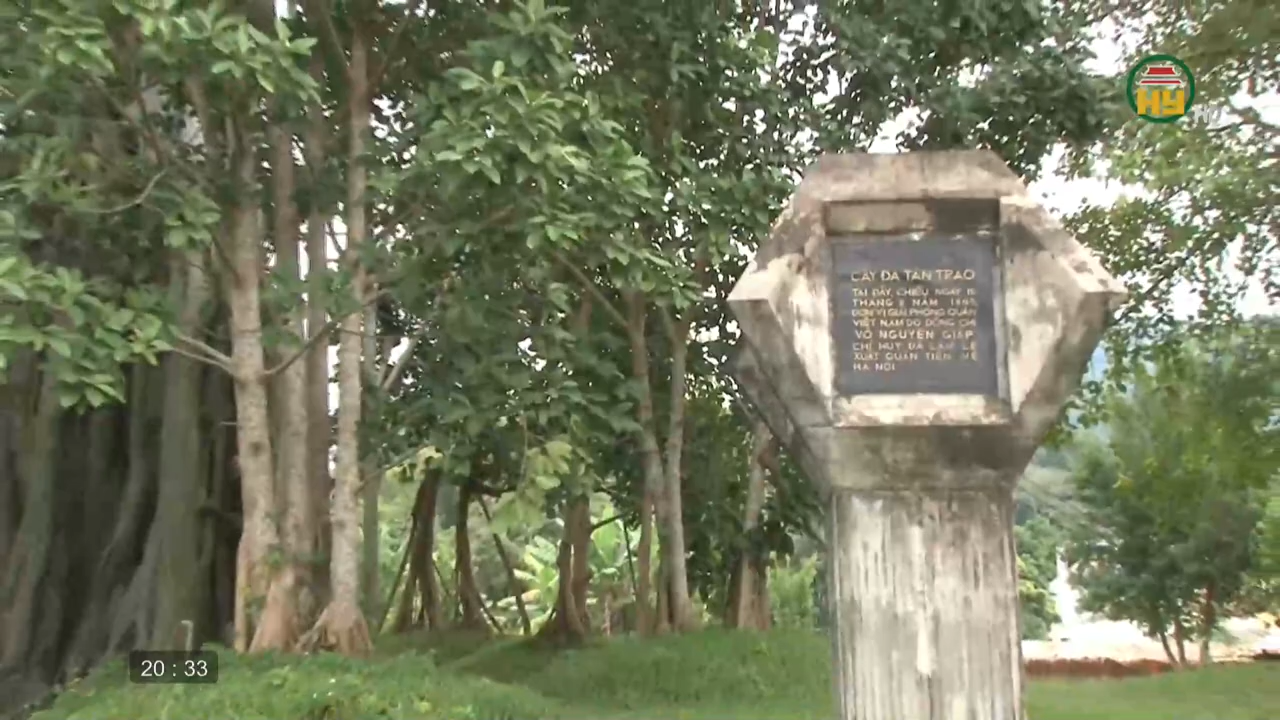 HY TV
CÂY ĐA TÂN TRÀO
TẠI ĐÂY, CHIỀU NGÀY 16
THÁNG 8 NĂM 1945,
ĐƠN VỊ GIẢI PHÓNG QUÂN
VIỆT NAM DO ĐỒNG CHÍ
VÕ NGUYÊN GIÁP
CHỈ HUY ĐÃ LÀM LỄ
XUẤT QUÂN TIẾN VỀ
HÀ NỘI
20 : 33